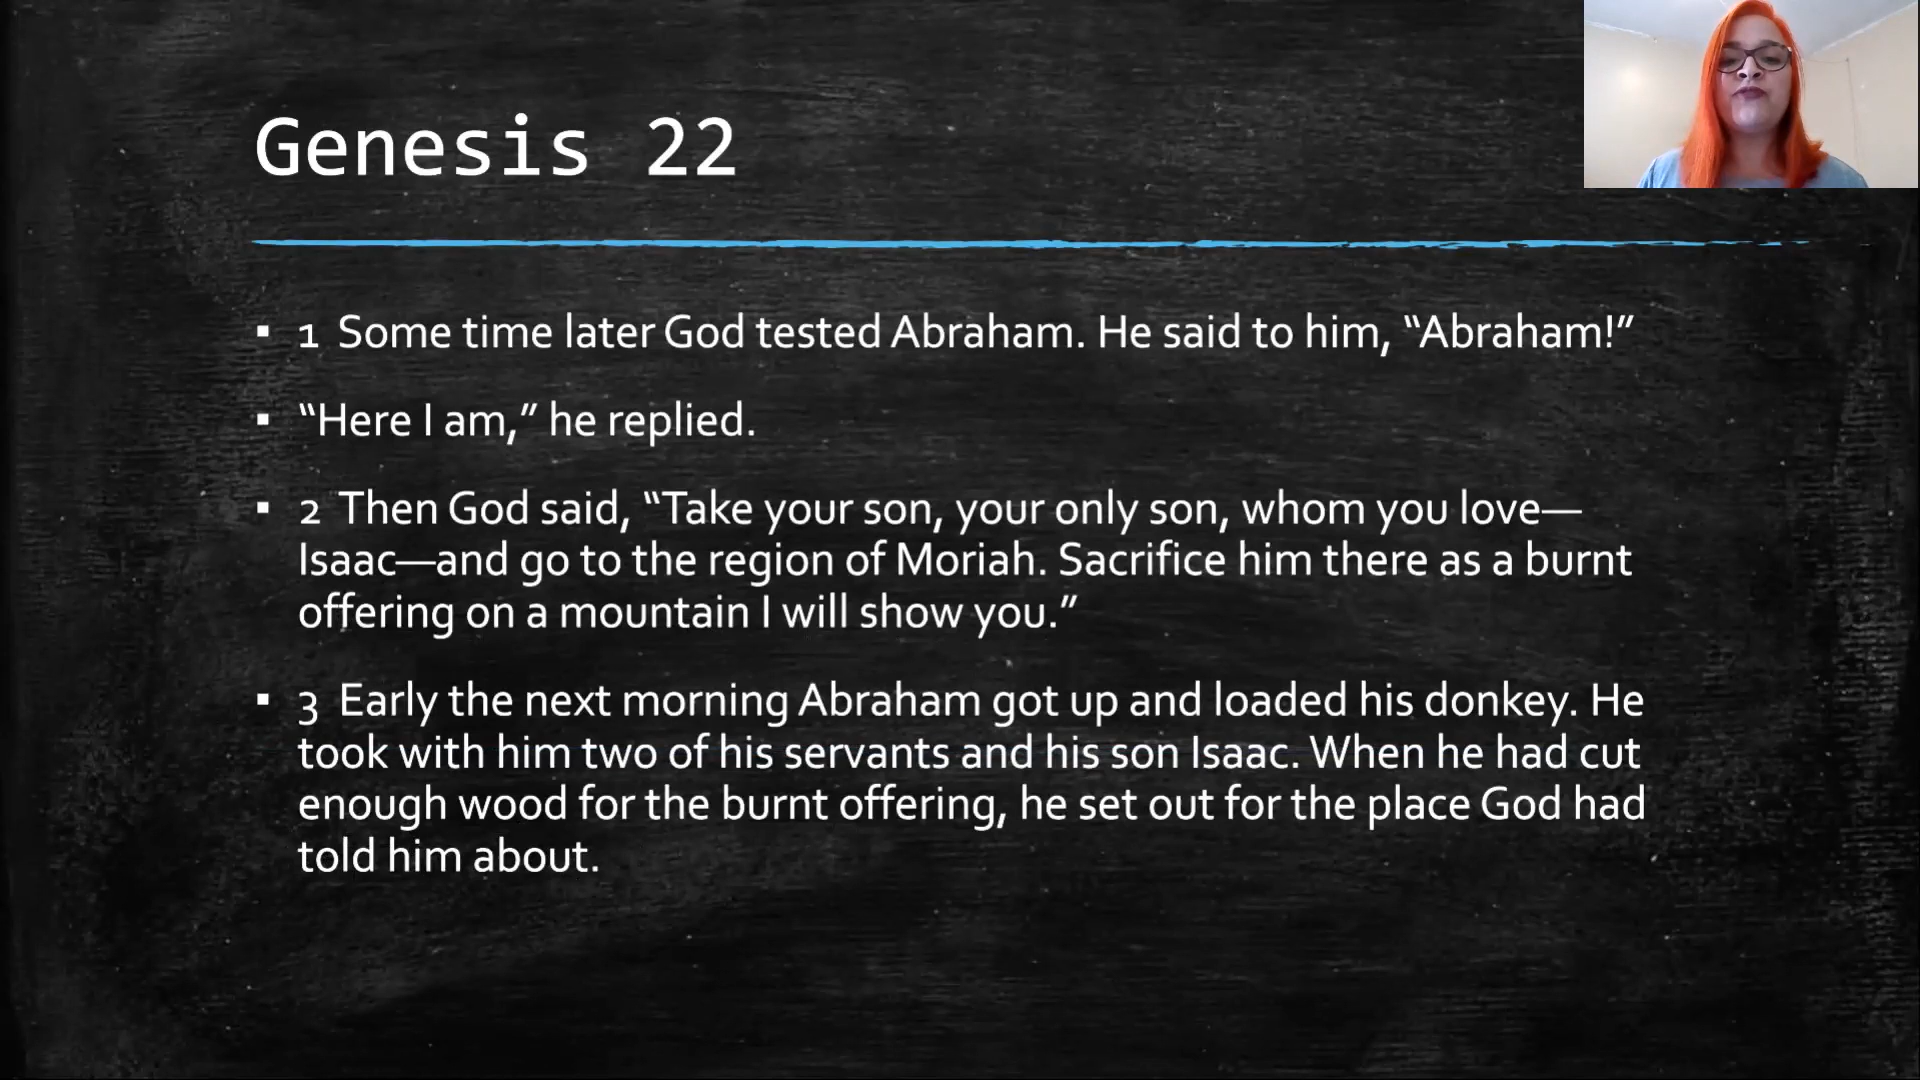 Genesis 22
▪ 1 Some time later God tested Abraham. He said to him, “Abraham!”
▪ “Here I am,” he replied.
▪ 2 Then God said, “Take your son, your only son, whom you love—
Isaac—and go to the region of Moriah. Sacrifice him there as a burnt
offering on a mountain I will show you.”
▪ 3 Early the next morning Abraham got up and loaded his donkey. He
took with him two of his servants and his son Isaac. When he had cut
enough wood for the burnt offering, he set out for the place God had
told him about.